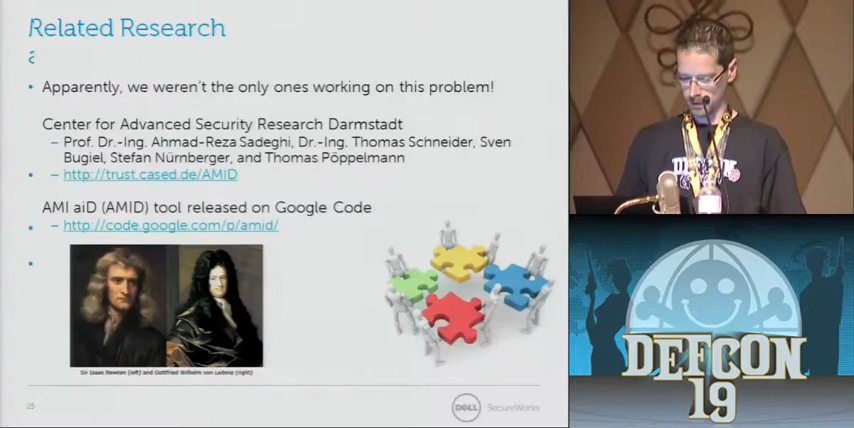 Related Research
a
• Apparently, we weren't the only ones working on this problem!
Center for Advanced Security Research Darmstadt
– Prof. Dr.-Ing. Ahmad-Reza Sadeghi, Dr.-Ing. Thomas Schneider, Sven
Bugiel, Stefan Nürnberger, and Thomas Pöppelmann
• – http://trust.cased.de/AMID
AMI aiD (AMID) tool released on Google Code
• – http://code.google.com/p/amid/
•
Sir Isaac Newton (left) and Gottfried Wilhelm von Leibniz (right)
25
DELL SecureWorks
DEFCON
19